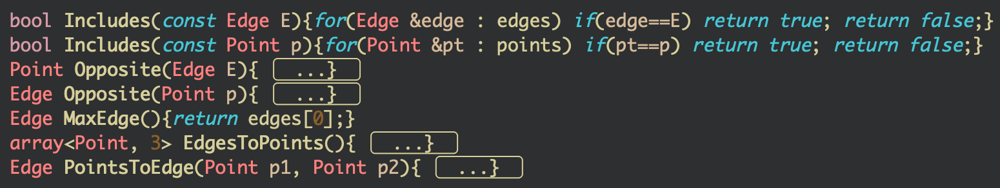 bool Includes(const Edge E){for(Edge &edge : edges) if(edge==E) return true; return false;}
bool Includes(const Point p){for(Point &pt : points) if(pt==p) return true; return false;}
Point Opposite(Edge E){ ...}
Edge Opposite(Point p){ ...}
Edge MaxEdge(){return edges[0];}
array<Point, 3> EdgesToPoints(){ ...}
Edge PointsToEdge(Point p1, Point p2){ ...}